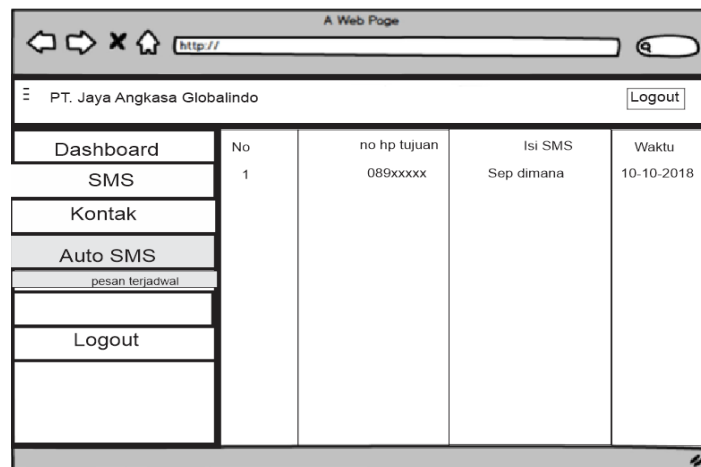 A Web Page
http://
PT. Jaya Angkasa Globalindo
Logout
Dashboard
SMS
Kontak
Auto SMS
pesan terjadwal
Logout
No no hp tujuan Isi SMS Waktu
1 089xxxxx Sep dimana 10-10-2018